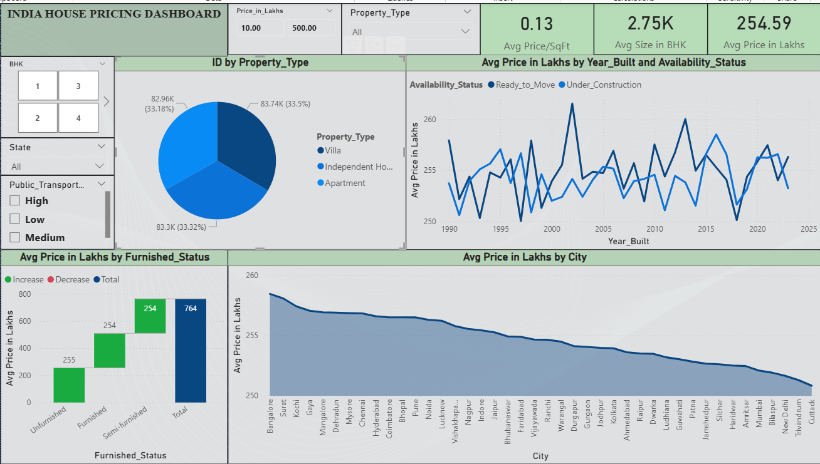 INDIA HOUSE PRICING DASHBOARD
Price_in_Lakhs
10.00 500.00
Property_Type
All
0.13
Avg Price/SqFt
2.75K
Avg Size in BHK
254.59
Avg Price in Lakhs
BHK
1 3
2 4
State
All
Public_Transport...
High
Low
Medium
ID by Property_Type
82.96K
(33.18%)
83.74K (33.5%)
83.3K (33.32%)
Property_Type
Villa
Independent Ho...
Apartment
Avg Price in Lakhs by Year_Built and Availability_Status
Availability_Status Ready_to_Move Under_Construction
Avg Price in Lakhs
260
255
250
1990 1995 2000 2005 2010 2015 2020 2025
Year_Built
Avg Price in Lakhs by Furnished_Status
Increase Decrease Total
Avg Price in Lakhs
800
600
400
200
0
255
254
254
764
Unfurnished
Furnished
Semi-furnished
Total
Furnished_Status
Avg Price in Lakhs by City
Avg Price in Lakhs
260
255
250
Bangalore
Surat
Kochi
Gaya
Mangalore
Dehradun
Mysore
Chennai
Hyderabad
Coimbatore
Bhopal
Pune
Noida
Lucknow
Vishakhapa...
Nagpur
Indore
Jaipur
Bhubaneswar
Faridabad
Vijayawada
Ranchi
Warangal
Durgapur
Gurgaon
Jodhpur
Kolkata
Ahmedabad
Raipur
Dwarka
Ludhiana
Guwahati
Patna
Jamshedpur
Silchar
Haridwar
Amritsar
Mumbai
Bilaspur
New Delhi
Trivandrum
Cuttack
City